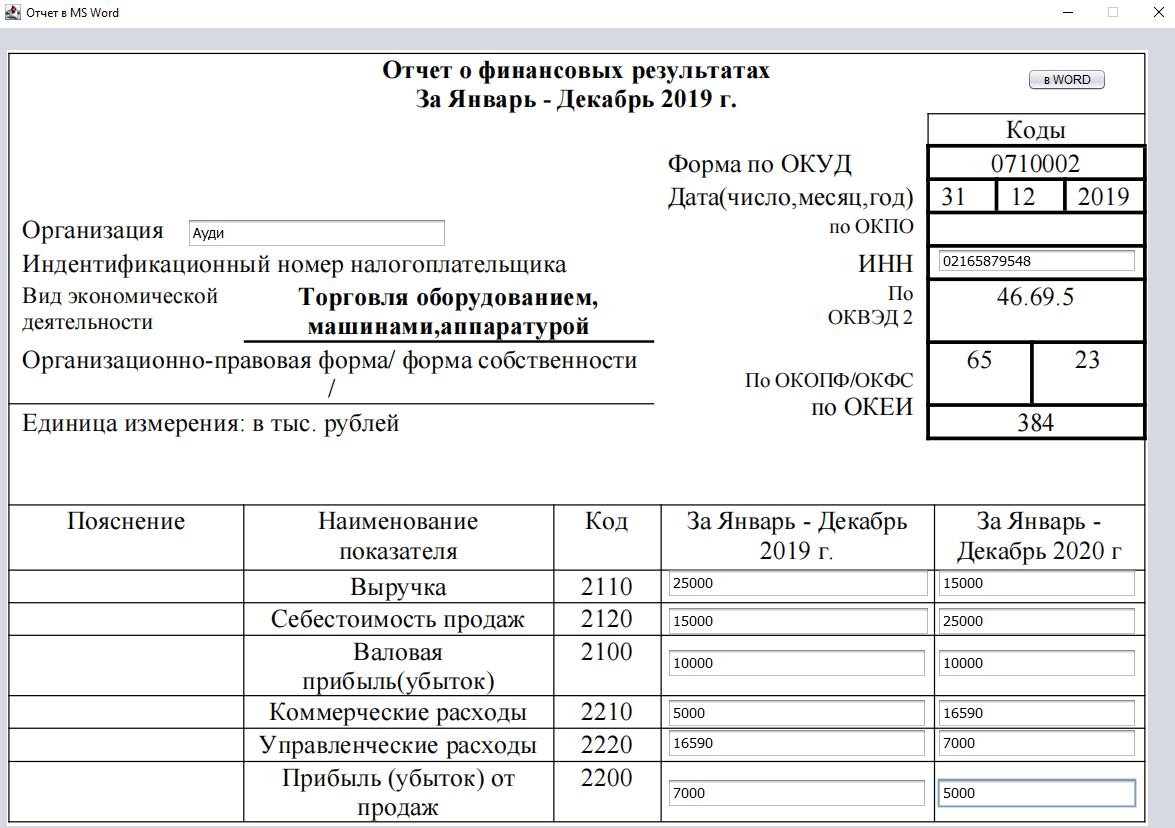 Отчет в MS Word
Отчет о финансовых результатах
За Январь - Декабрь 2019 г.
в WORD
Коды
Форма по ОКУД 0710002
Дата(число,месяц,год) 31 12 2019
по ОКПО
Организация Ауди
Индентификационный номер налогоплательщика ИНН 02165879548
Вид экономической
деятельности
Торговля оборудованием,
машинами,аппаратурой
По
ОКВЭД 2
46.69.5
Организационно-правовая форма/ форма собственности
/
По ОКОПФ/ОКФС 65 23
по ОКЕИ 384
Единица измерения: в тыс. рублей
Пояснение
Наименование
показателя
Код
За Январь - Декабрь
2019 г.
За Январь -
Декабрь 2020 г
Выручка 2110 25000 15000
Себестоимость продаж 2120 15000 25000
Валовая
прибыль(убыток)
2100 10000 10000
Коммерческие расходы 2210 5000 16590
Управленческие расходы 2220 16590 7000
Прибыль (убыток) от
продаж
2200 7000 5000